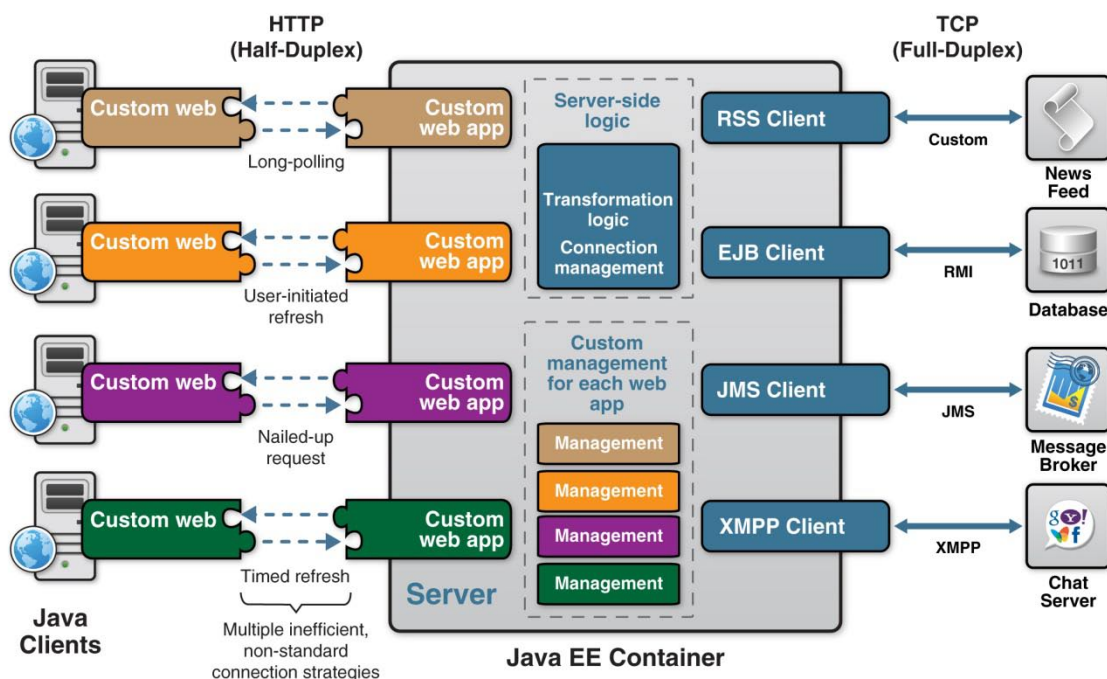 HTTP
(Half-Duplex)
TCP
(Full-Duplex)
Custom web
Custom
web app
Long-polling
Server-side
logic
Transformation
logic
Connection
management
RSS Client
Custom
News
Feed
Custom web
Custom
web app
User-initiated
refresh
EJB Client
RMI
1011
Database
Custom web
Custom
web app
Nailed-up
request
Custom
management
for each web
app
Management
Management
Management
Management
JMS Client
JMS
$
Message
Broker
Custom web
Custom
web app
Timed refresh
XMPP Client
XMPP
g Y! f
Chat
Server
Server
Java
Clients
Multiple inefficient,
non-standard
connection strategies
Java EE Container